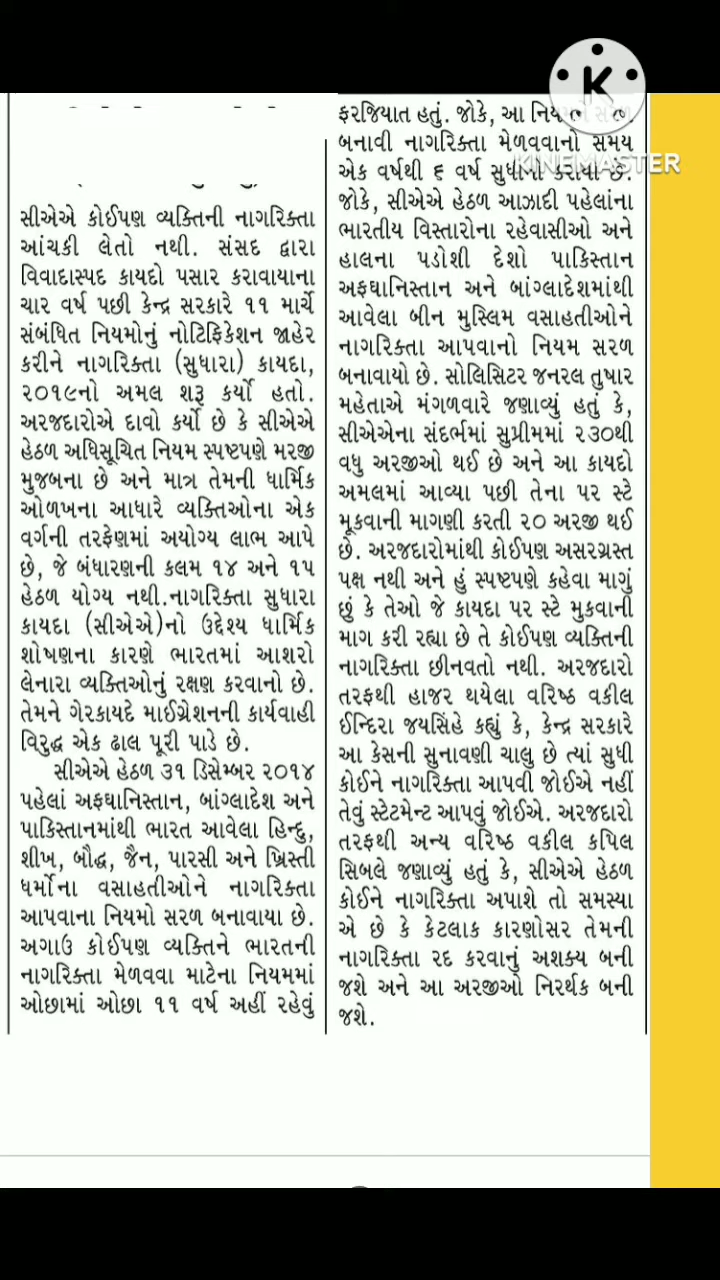 સીએએ કોઈપણ વ્યક્તિની નાગરિક્તા
આંચકી લેતો નથી. સંસદ દ્વારા
વિવાદાસ્પદ કાયદો પસાર કરાવાયાના
ચાર વર્ષ પછી કેન્દ્ર સરકારે ૧૧ માર્ચે
સંબંધિત નિયમોનું નોટિફિકેશન જાહેર
કરીને નાગરિક્તા (સુધારા) કાયદા,
૨૦૧૯નો અમલ શરૂ કર્યો હતો.
અરજદારોએ દાવો કર્યો છે કે સીએએ
હેઠળ અધિસૂચિત નિયમ સ્પષ્ટપણે મરજી
મુજબના છે અને માત્ર તેમની ધાર્મિક
ઓળખના આધારે વ્યક્તિઓના એક
વર્ગની તરફેણમાં અયોગ્ય લાભ આપે
છે, જે બંધારણની કલમ ૧૪ અને ૧૫
હેઠળ યોગ્ય નથી.નાગરિક્તા સુધારા
કાયદા (સીએએ)નો ઉદ્દેશ્ય ધાર્મિક
શોષણના કારણે ભારતમાં આશરો
લેનારા વ્યક્તિઓનું રક્ષણ કરવાનો છે.
તેમને ગેરકાયદે માઈગ્રેશનની કાર્યવાહી
વિરુદ્ધ એક ઢાલ પૂરી પાડે છે.
સીએએ હેઠળ ૩૧ ડિસેમ્બર ૨૦૧૪
પહેલાં અફઘાનિસ્તાન, બાંગ્લાદેશ અને
પાકિસ્તાનમાંથી ભારત આવેલા હિન્દુ,
શીખ, બૌદ્ધ, જૈન, પારસી અને ખ્રિસ્તી
ધર્મોના વસાહતીઓને નાગરિક્તા
આપવાના નિયમો સરળ બનાવાયા છે.
અગાઉ કોઈપણ વ્યક્તિને ભારતની
નાગરિક્તા મેળવવા માટેના નિયમમાં
ઓછામાં ઓછા ૧૧ વર્ષ અહીં રહેવું
ફરજિયાત હતું. જોકે, આ
બનાવી નાગરિક્તા મેળવવાનો સમય
એક વર્ષથી ૬ વર્ષ સુધીનો કરાયા છે.
જોકે, સીએએ હેઠળ આઝાદી પહેલાંના
ભારતીય વિસ્તારોના રહેવાસીઓ અને
હાલના પડોશી દેશો પાકિસ્તાન
અફઘાનિસ્તાન અને બાંગ્લાદેશમાંથી
આવેલા બીન મુસ્લિમ વસાહતીઓને
નાગરિક્તા આપવાનો નિયમ સરળ
બનાવાયો છે. સોલિસિટર જનરલ તુષાર
મહેતાએ મંગળવારે જણાવ્યું હતું કે,
સીએએના સંદર્ભમાં સુપ્રીમમાં ૨૩૦થી
વધુ અરજીઓ થઈ છે અને આ કાયદો
અમલમાં આવ્યા પછી તેના પર સ્ટે
મૂકવાની માગણી કરતી ૨૦ અરજી થઈ
છે. અરજદારોમાંથી કોઈપણ અસરગ્રસ્ત
પક્ષ નથી અને હું સ્પષ્ટપણે કહેવા માગું
છું કે તેઓ જે કાયદા પર સ્ટે મુકવાની
માગ કરી રહ્યા છે તે કોઈપણ વ્યક્તિની
નાગરિક્તા છીનવતો નથી. અરજદારો
તરફથી હાજર થયેલા વરિષ્ઠ વકીલ
ઈન્દિરા જયસિંહે કહ્યું કે, કેન્દ્ર સરકારે
આ કેસની સુનાવણી ચાલુ છે ત્યાં સુધી
કોઈને નાગરિક્તા આપવી જોઈએ નહીં
તેવું સ્ટેટમેન્ટ આપવું જોઈએ. અરજદારો
તરફથી અન્ય વરિષ્ઠ વકીલ કપિલ
સિબલે જણાવ્યું હતું કે, સીએએ હેઠળ
કોઈને નાગરિક્તા અપાશે તો સમસ્યા
એ છે કે કેટલાક કારણોસર તેમની
નાગરિક્તા રદ કરવાનું અશક્ય બની
જશે અને આ અરજીઓ નિરર્થક બની
જશે.
K
KINEMASTER